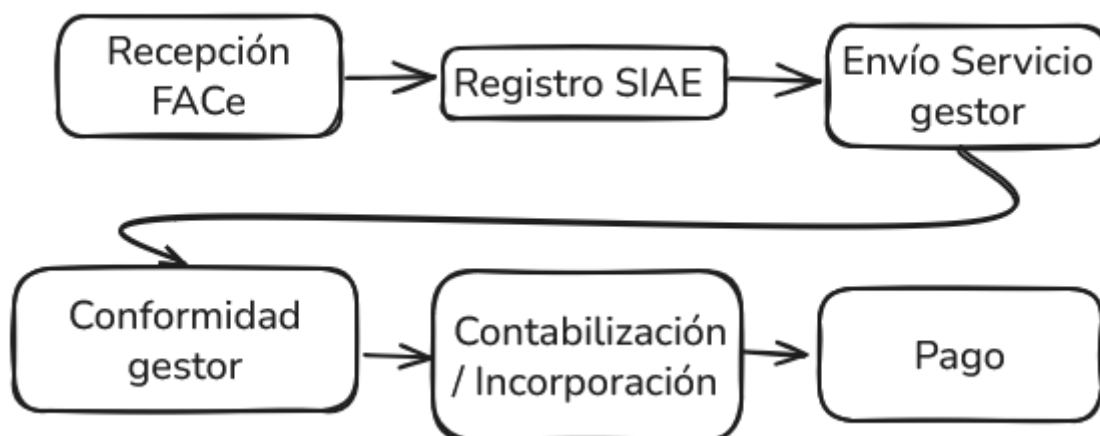 Recepción
FACe
Registro SIAE
Envío Servicio
gestor
Conformidad
gestor
Contabilización
/ Incorporación
Pago